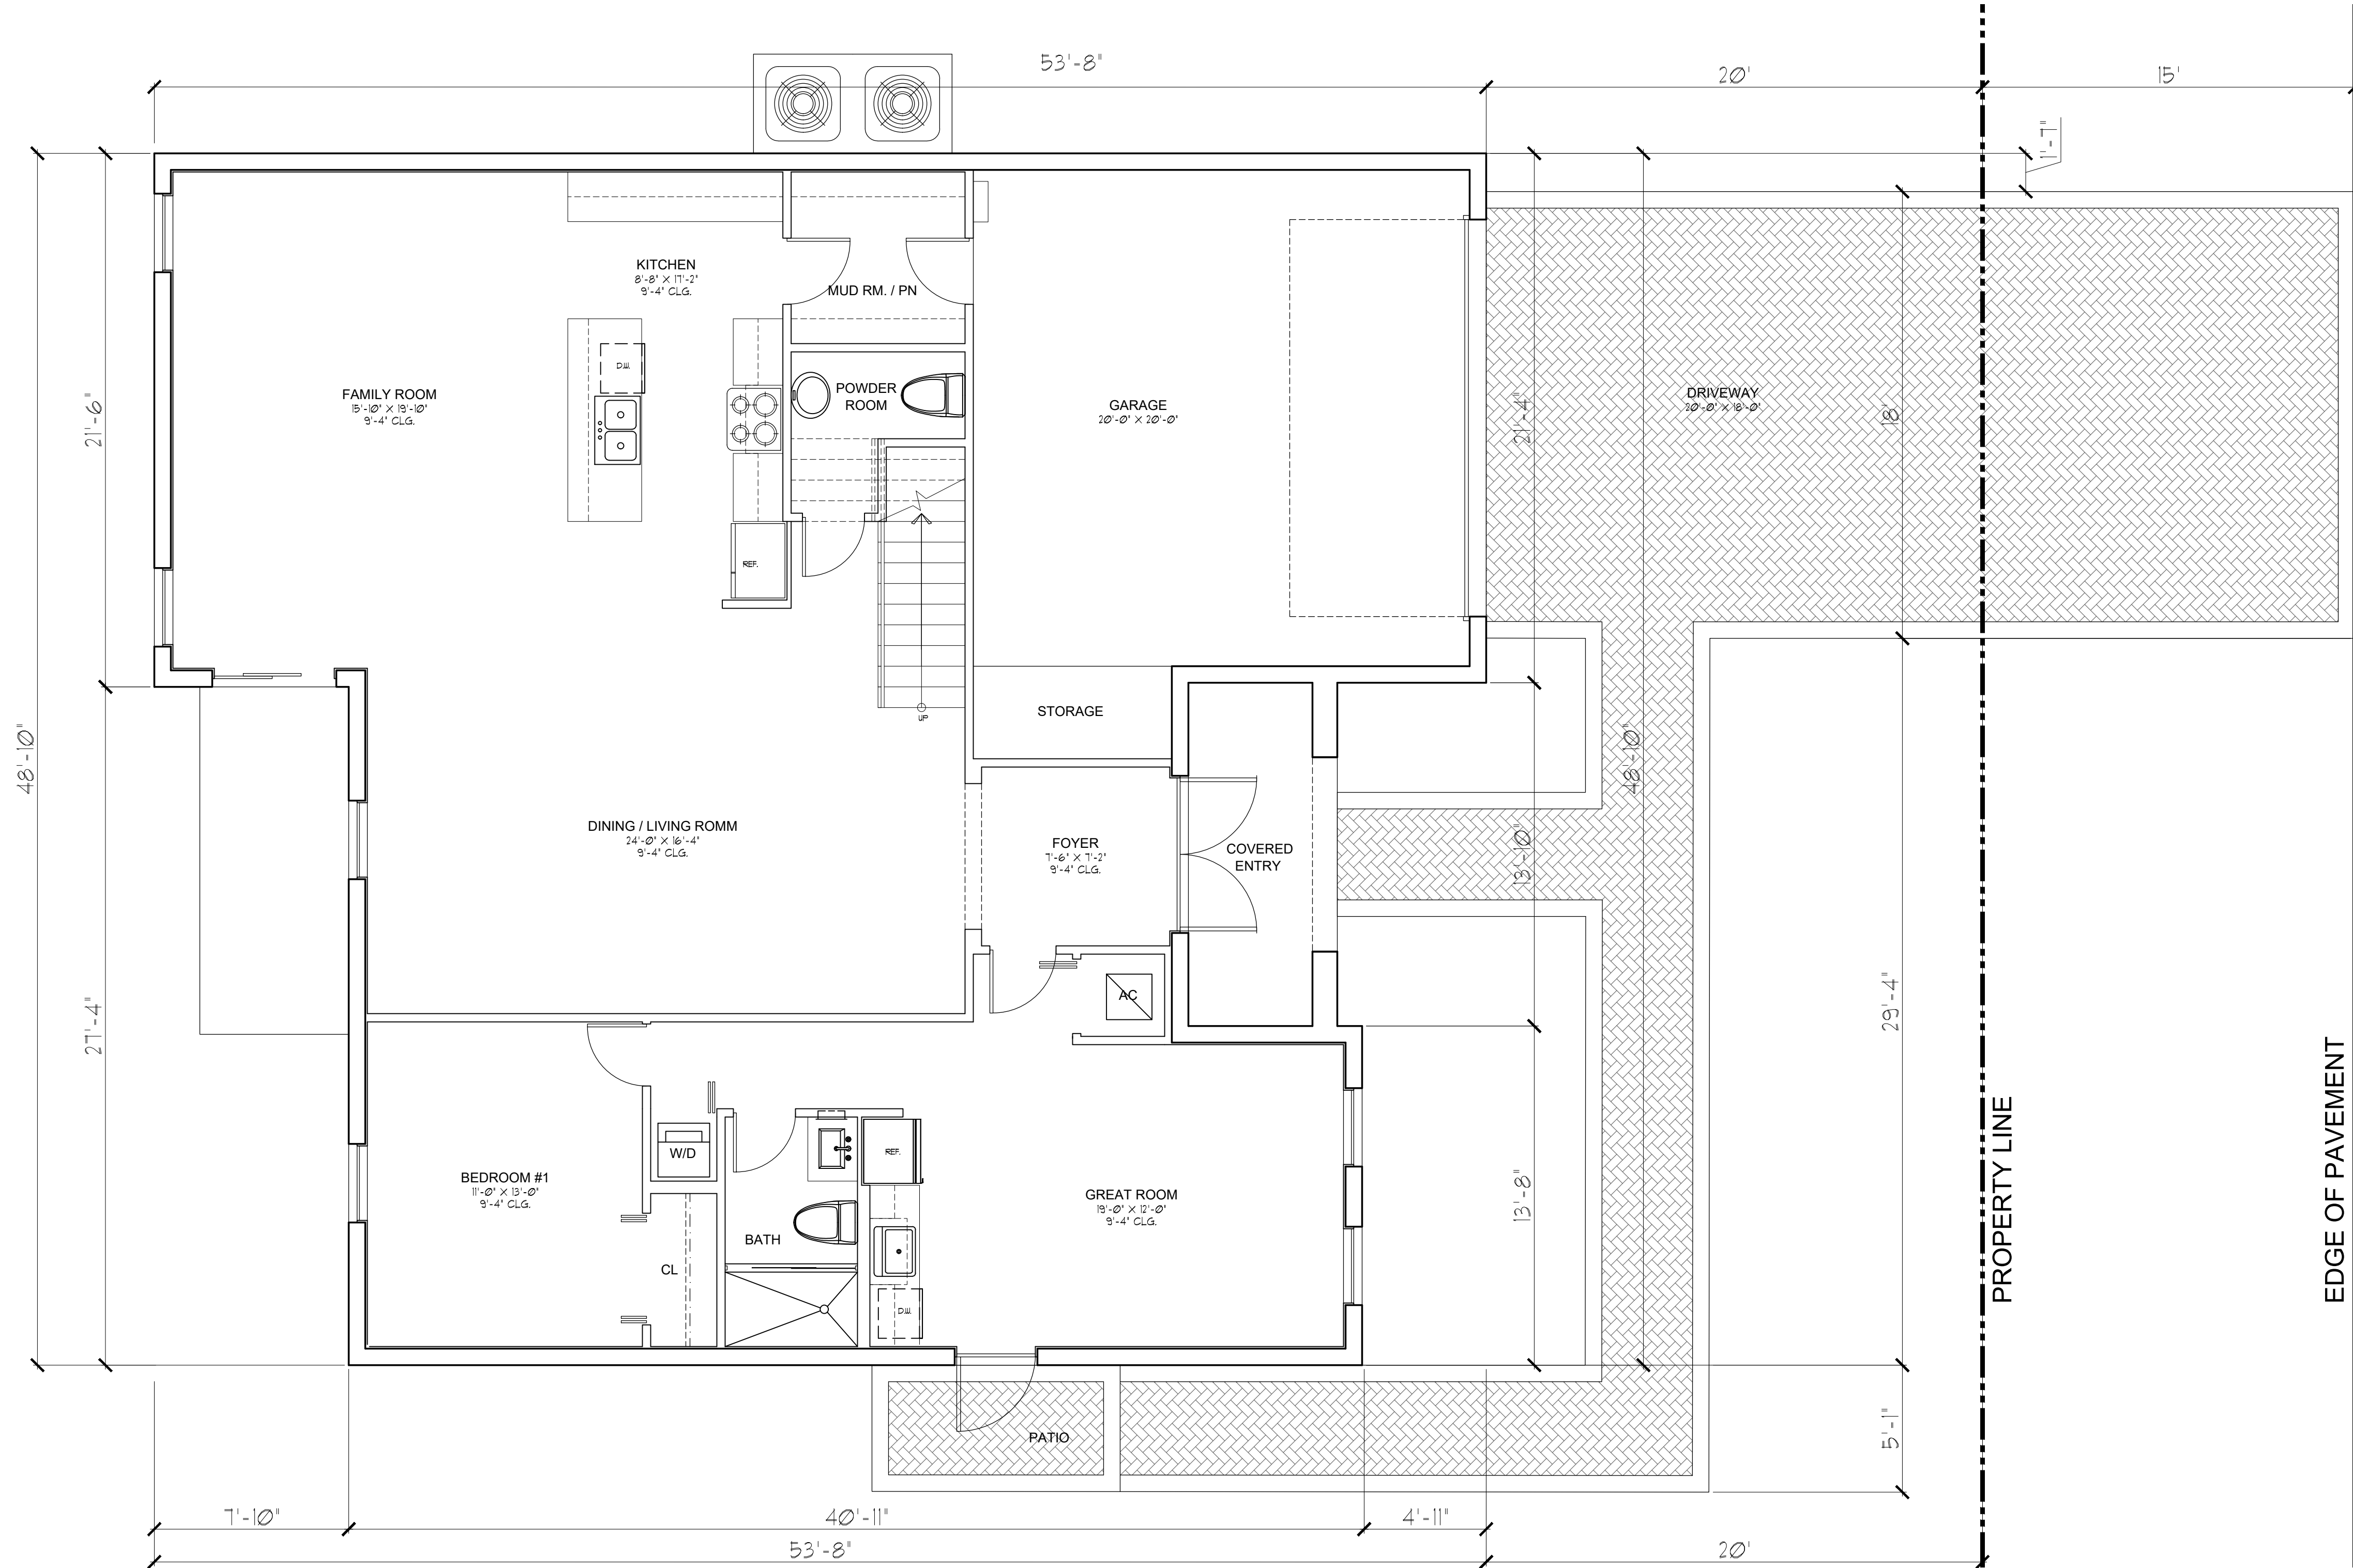 53'-8"
20'
15'
1'-7"
KITCHEN
8'-8" X 17'-2"
9'-4" CLG.
MUD RM. / PN
D.W.
FAMILY ROOM
15'-10" X 19'-10"
9'-4" CLG.
POWDER
ROOM
GARAGE
20'-0" X 20'-0"
DRIVEWAY
20'-0" X 18'-0"
21'-6"
21'-4"
18'
REF.
UP
STORAGE
48'-10"
48'-10"
DINING / LIVING ROMM
24'-0" X 16'-4"
9'-4" CLG.
FOYER
7'-6" X 7'-2"
9'-4" CLG.
COVERED
ENTRY
13'-10"
AC
27'-4"
29'-4"
W/D
REF.
BEDROOM #1
11'-0" X 13'-0"
9'-4" CLG.
GREAT ROOM
19'-0" X 12'-0"
9'-4" CLG.
13'-8"
PROPERTY LINE
EDGE OF PAVEMENT
BATH
CL
D.W.
PATIO
5'-1"
7'-10"
40'-11"
4'-11"
53'-8"
20'